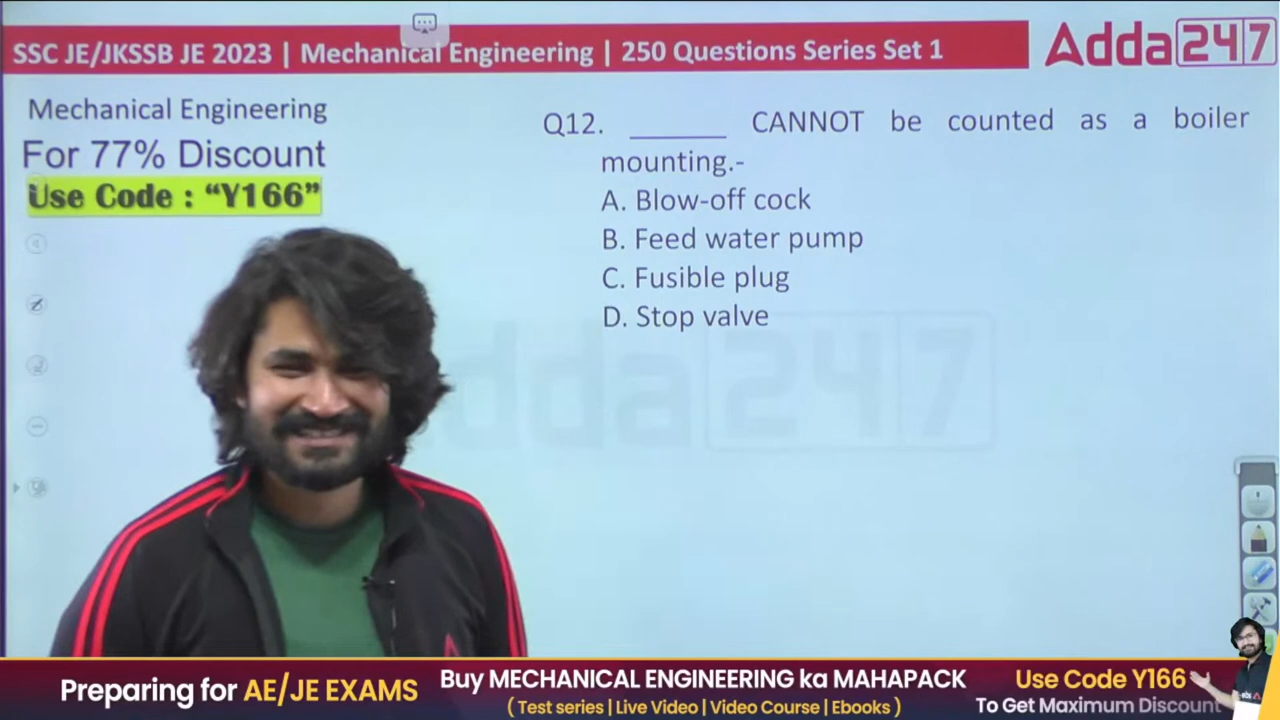 SSC JE/JKSSB JE 2023 | Mechanical Engineering | 250 Questions Series Set 1
Adda247
Mechanical Engineering
For 77% Discount
Use Code : “Y166”
Q12. ______ CANNOT be counted as a boiler
mounting.-
A. Blow-off cock
B. Feed water pump
C. Fusible plug
D. Stop valve
Adda247
Preparing for AE/JE EXAMS
Buy MECHANICAL ENGINEERING ka MAHAPACK
( Test series | Live Video | Video Course | Ebooks )
Use Code Y166
To Get Maximum Discount